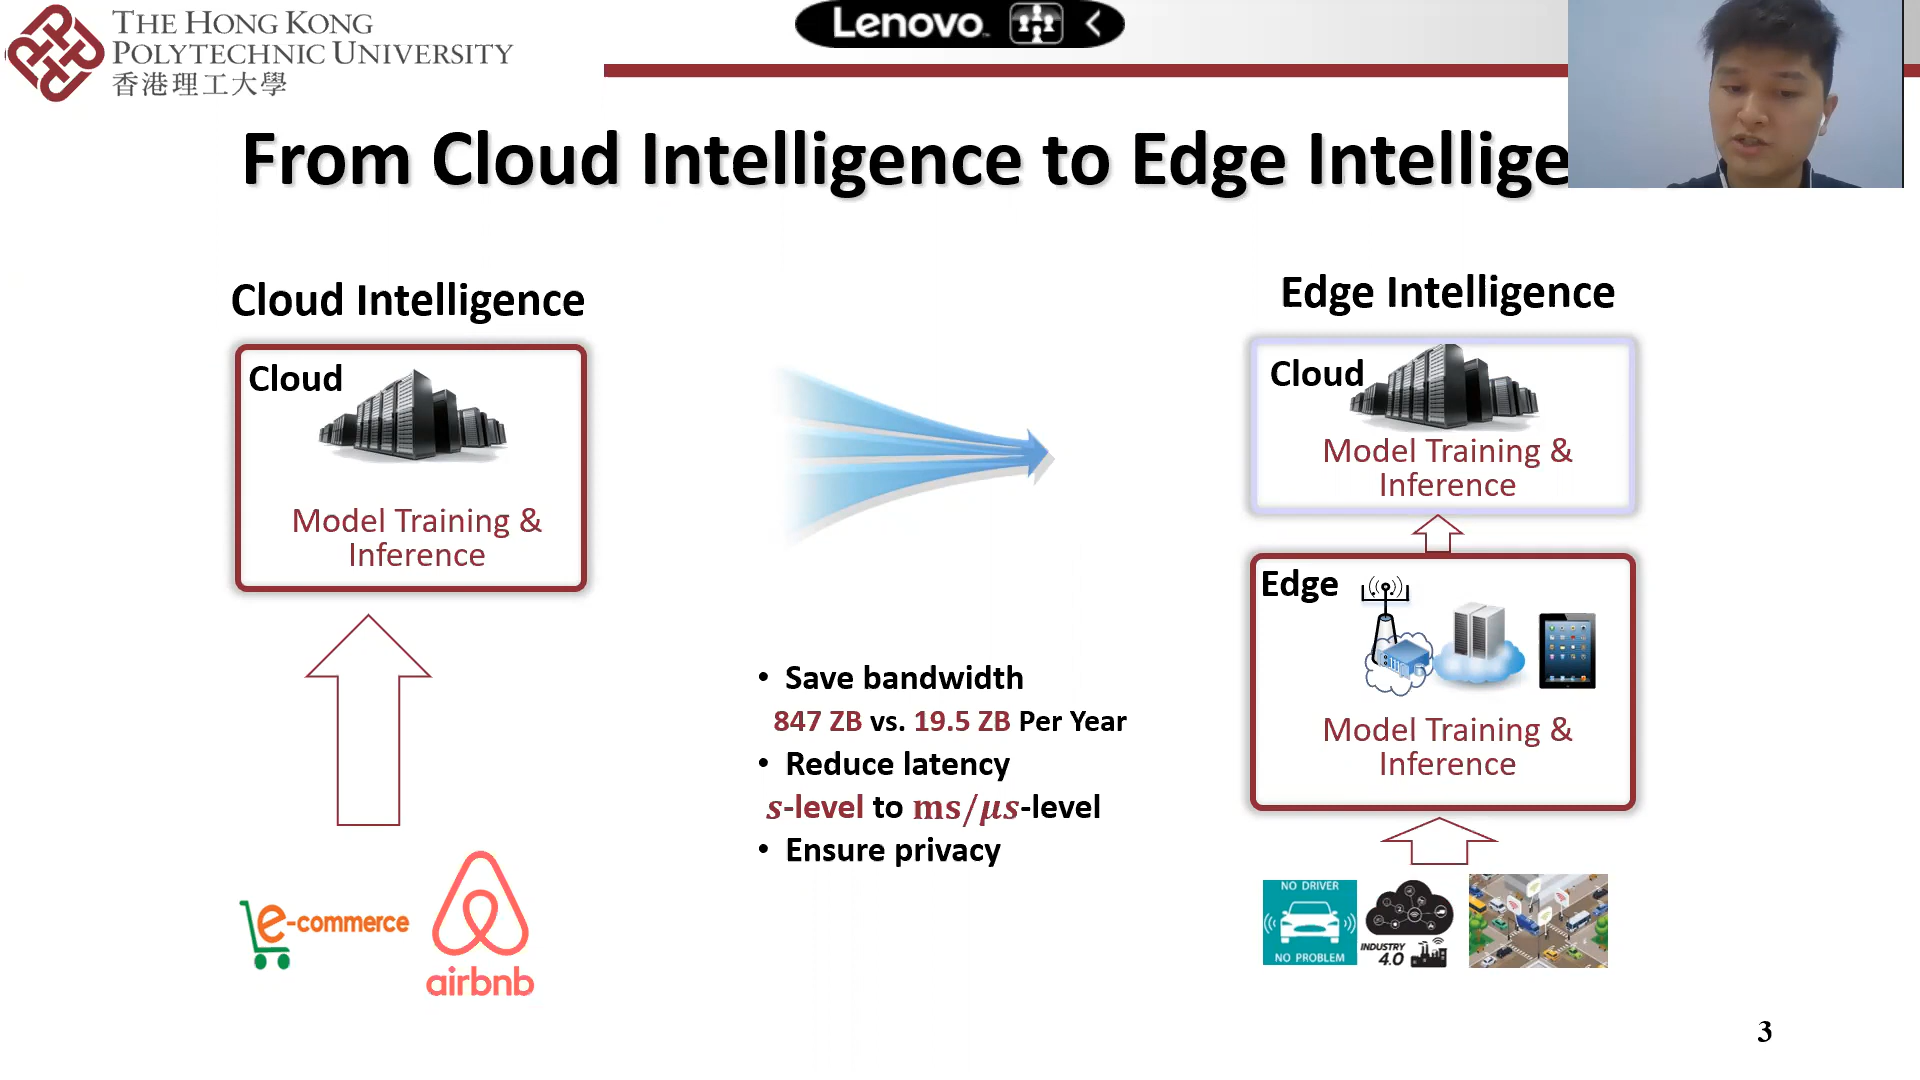 THE HONG KONG
POLYTECHNIC UNIVERSITY
香港理工大學
Lenovo
From Cloud Intelligence to Edge Intellige
Cloud Intelligence
Cloud
Model Training &
Inference
e-commerce
airbnb
• Save bandwidth
847 ZB vs. 19.5 ZB Per Year
• Reduce latency
s-level to ms/μs-level
• Ensure privacy
Edge Intelligence
Cloud
Model Training &
Inference
Edge
Model Training &
Inference
NO DRIVER
NO PROBLEM
INDUSTRY
4.0
3